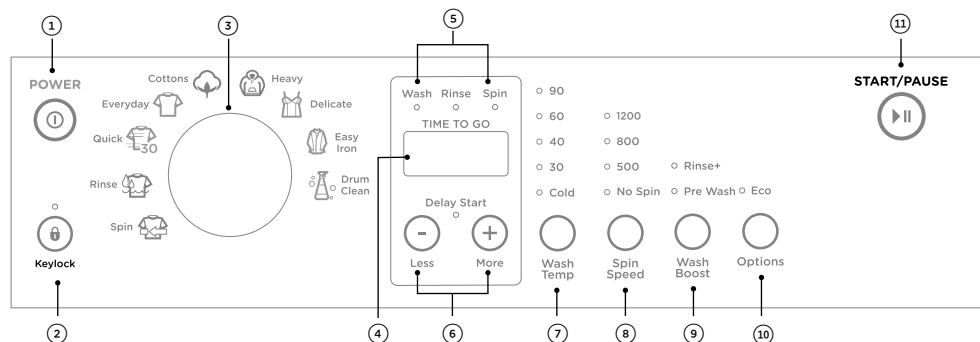 1
3
5
11
POWER
Cottons
Heavy
Everyday
Delicate
Quick
30
Easy
Iron
Rinse
Drum
Clean
Spin
Keylock
Wash Rinse Spin
TIME TO GO
Delay Start
- +
Less More
90
60
40
30
Cold
1200
800
500
No Spin
Rinse+
Pre Wash
Eco
Wash
Temp
Spin
Speed
Wash
Boost
Options
START/PAUSE
2
4
6
7
8
9
10